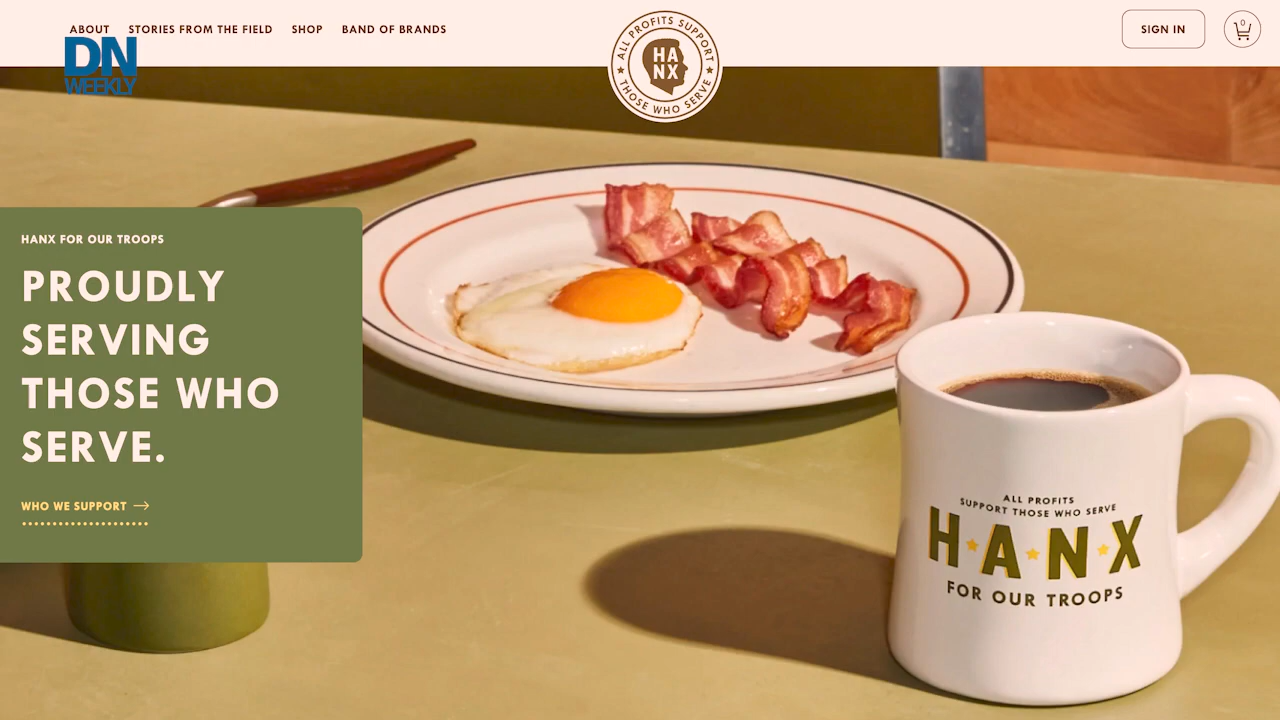 ABOUT STORIES FROM THE FIELD SHOP BAND OF BRANDS
DN
WEEKLY
ALL PROFITS SUPPORT
HA
NX
THOSE WHO SERVE
SIGN IN
0
HANX FOR OUR TROOPS
PROUDLY
SERVING
THOSE WHO
SERVE.
WHO WE SUPPORT →
ALL PROFITS
SUPPORT THOSE WHO SERVE
H★A★N★X
FOR OUR TROOPS